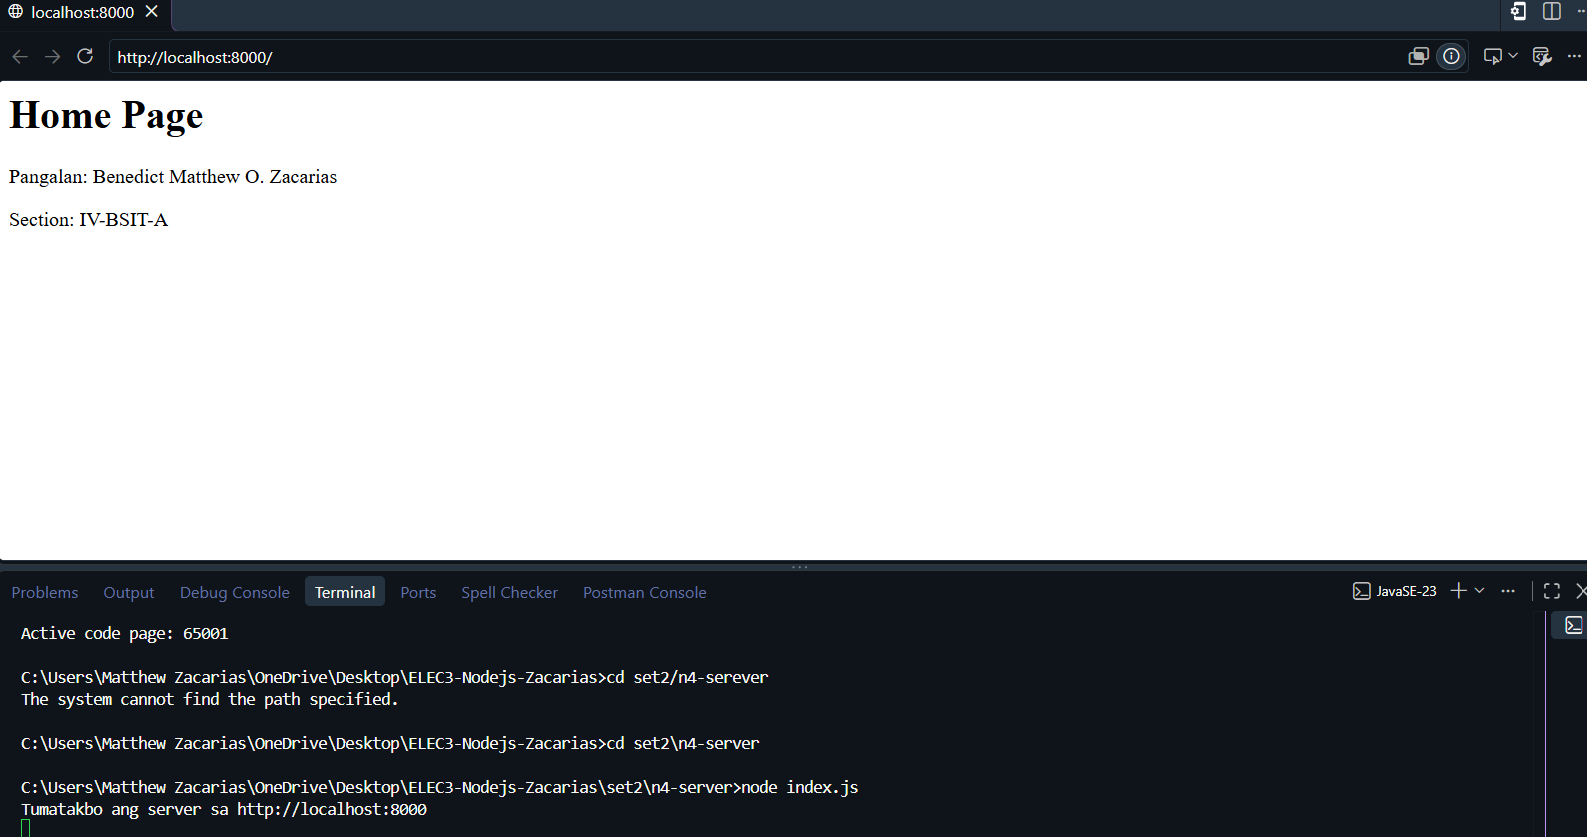 localhost:8000
http://localhost:8000/
Home Page
Pangalan: Benedict Matthew O. Zacarias
Section: IV-BSIT-A
Problems Output Debug Console Terminal Ports Spell Checker Postman Console JavaSE-23
Active code page: 65001
C:\Users\Matthew Zacarias\OneDrive\Desktop\ELEC3-Nodejs-Zacarias>cd set2/n4-serever
The system cannot find the path specified.
C:\Users\Matthew Zacarias\OneDrive\Desktop\ELEC3-Nodejs-Zacarias>cd set2\n4-server
C:\Users\Matthew Zacarias\OneDrive\Desktop\ELEC3-Nodejs-Zacarias\set2\n4-server>node index.js
Tumatakbo ang server sa http://localhost:8000